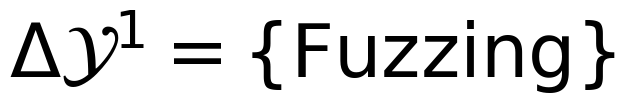 Δ𝒴¹ = {Fuzzing}